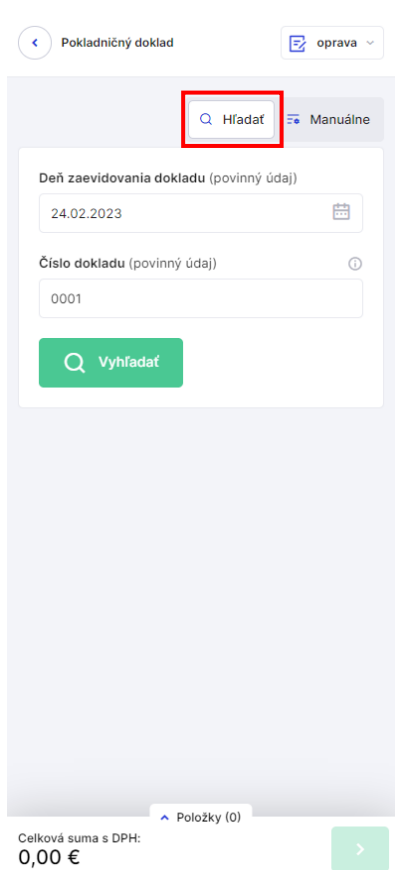 Pokladničný doklad
oprava
Hľadať
Manuálne
Deň zaevidovania dokladu (povinný údaj)
24.02.2023
Číslo dokladu (povinný údaj)
0001
Vyhľadať
Položky (0)
Celková suma s DPH:
0,00 €